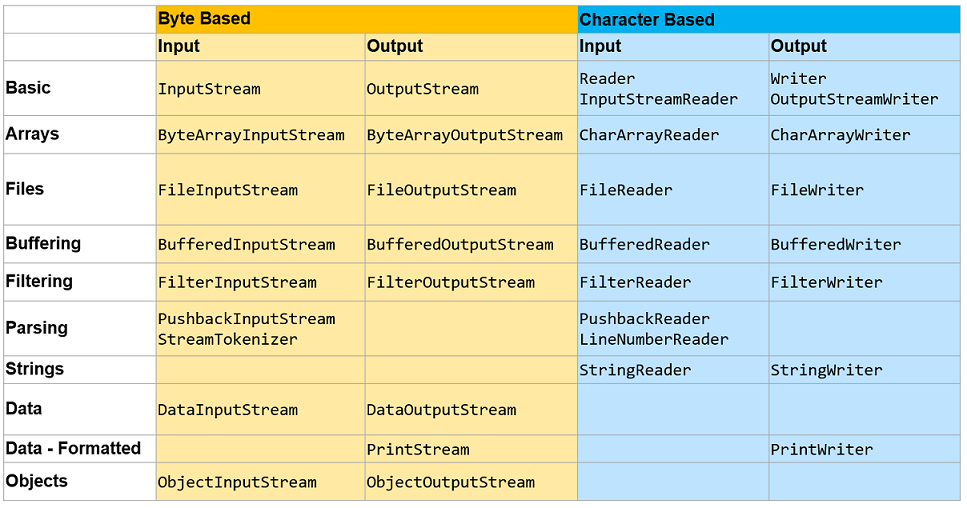 Byte Based Character Based
Input Output Input Output
Basic InputStream OutputStream Reader Writer
InputStreamReader OutputStreamWriter
Arrays ByteArrayInputStream ByteArrayOutputStream CharArrayReader CharArrayWriter
Files FileInputStream FileOutputStream FileReader FileWriter
Buffering BufferedInputStream BufferedOutputStream BufferedReader BufferedWriter
Filtering FilterInputStream FilterOutputStream FilterReader FilterWriter
Parsing PushbackInputStream PushbackReader
StreamTokenizer LineNumberReader
Strings StringReader StringWriter
Data DataInputStream DataOutputStream
Data - Formatted PrintStream PrintWriter
Objects ObjectInputStream ObjectOutputStream